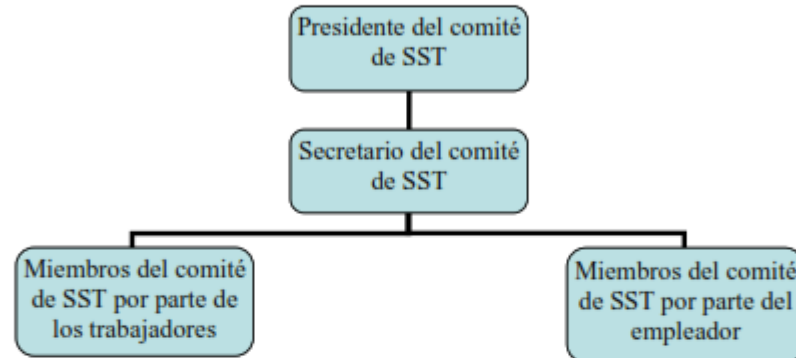 Presidente del comité
de SST
Secretario del comité
de SST
Miembros del comité
de SST por parte de
los trabajadores
Miembros del comité
de SST por parte del
empleador